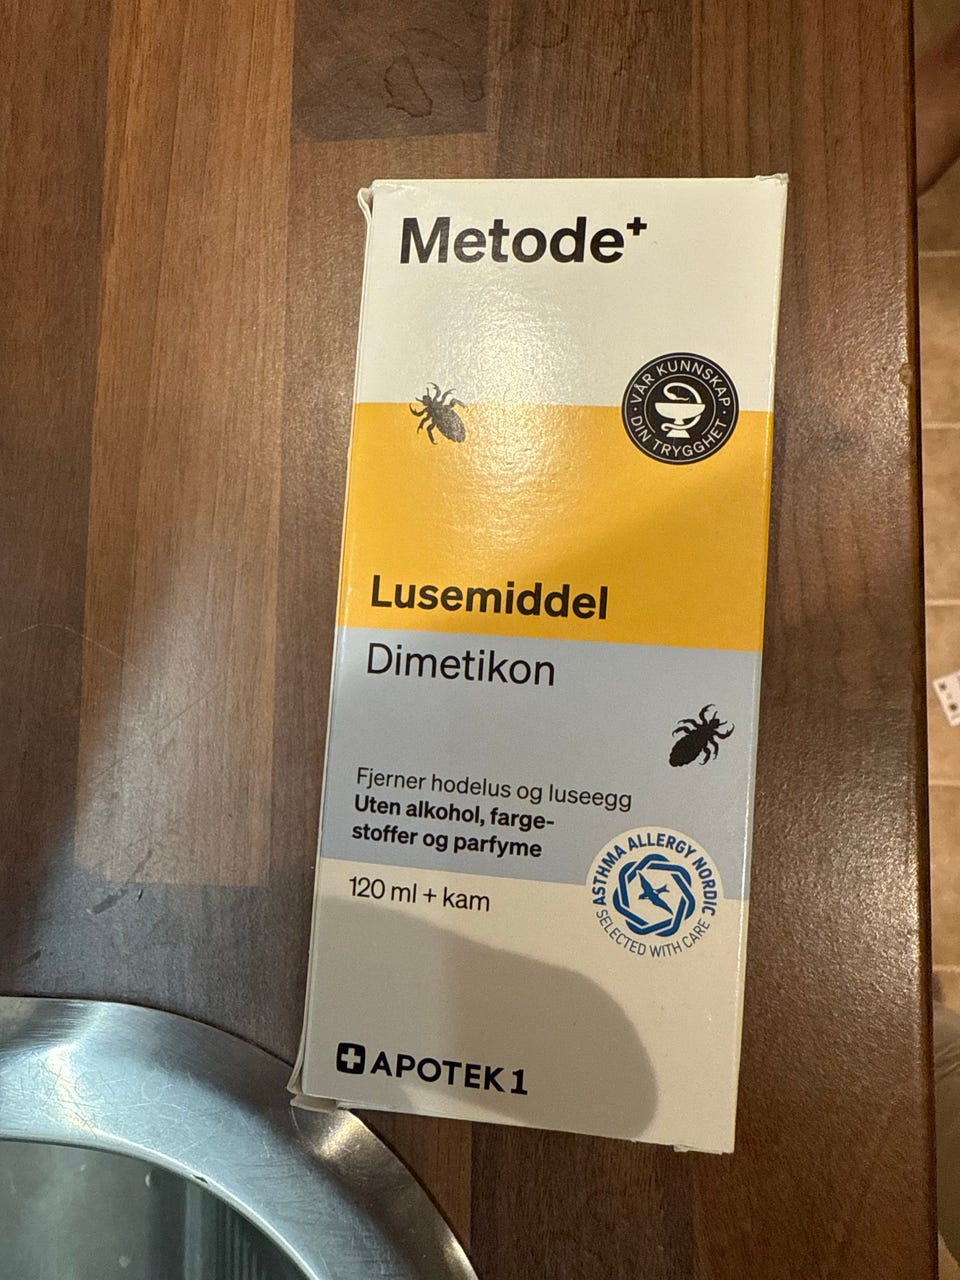 Metode+
VÅR KUNNSKAP
DIN TRYGGHET
Lusemiddel
Dimetikon
Fjerner hodelus og luseegg
Uten alkohol, farge-
stoffer og parfyme
ASTHMA ALLERGY NORDIC
SELECTED WITH CARE
120 ml + kam
APOTEK 1